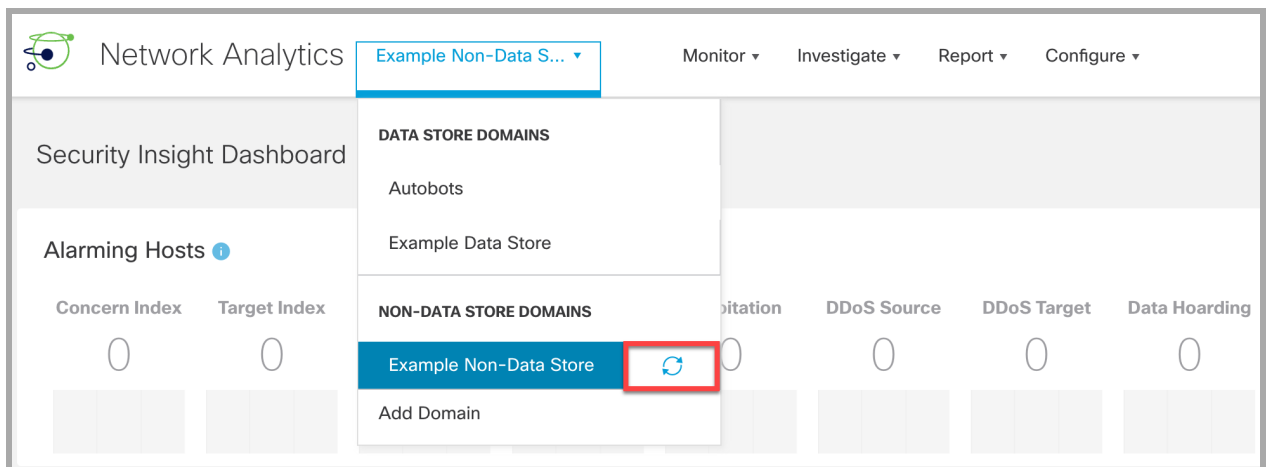 Network Analytics
Example Non-Data S...
Monitor
Investigate
Report
Configure
Security Insight Dashboard
DATA STORE DOMAINS
Autobots
Example Data Store
Alarming Hosts
NON-DATA STORE DOMAINS
Example Non-Data Store
Add Domain
Concern Index
Target Index
oitation
DDoS Source
DDoS Target
Data Hoarding
0
0
0
0
0
0